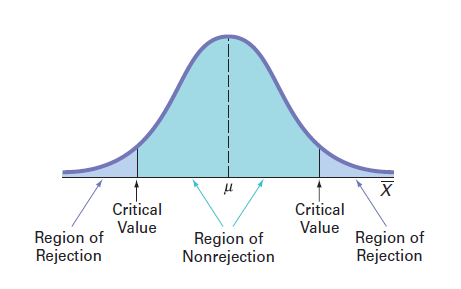 μ
X̅
Critical
Value
Critical
Value
Region of
Rejection
Region of
Nonrejection
Region of
Rejection